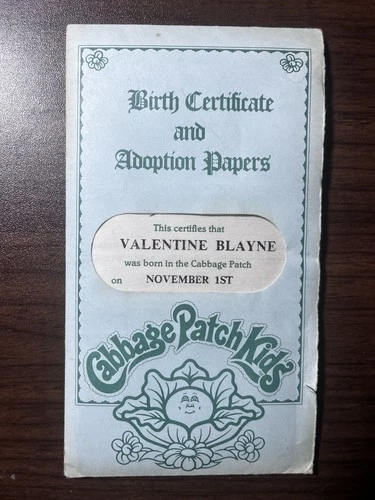 Birth Certificate
and
Adoption Papers
This certifies that
VALENTINE BLAYNE
was born in the Cabbage Patch
on NOVEMBER 1ST
Cabbage Patch Kids